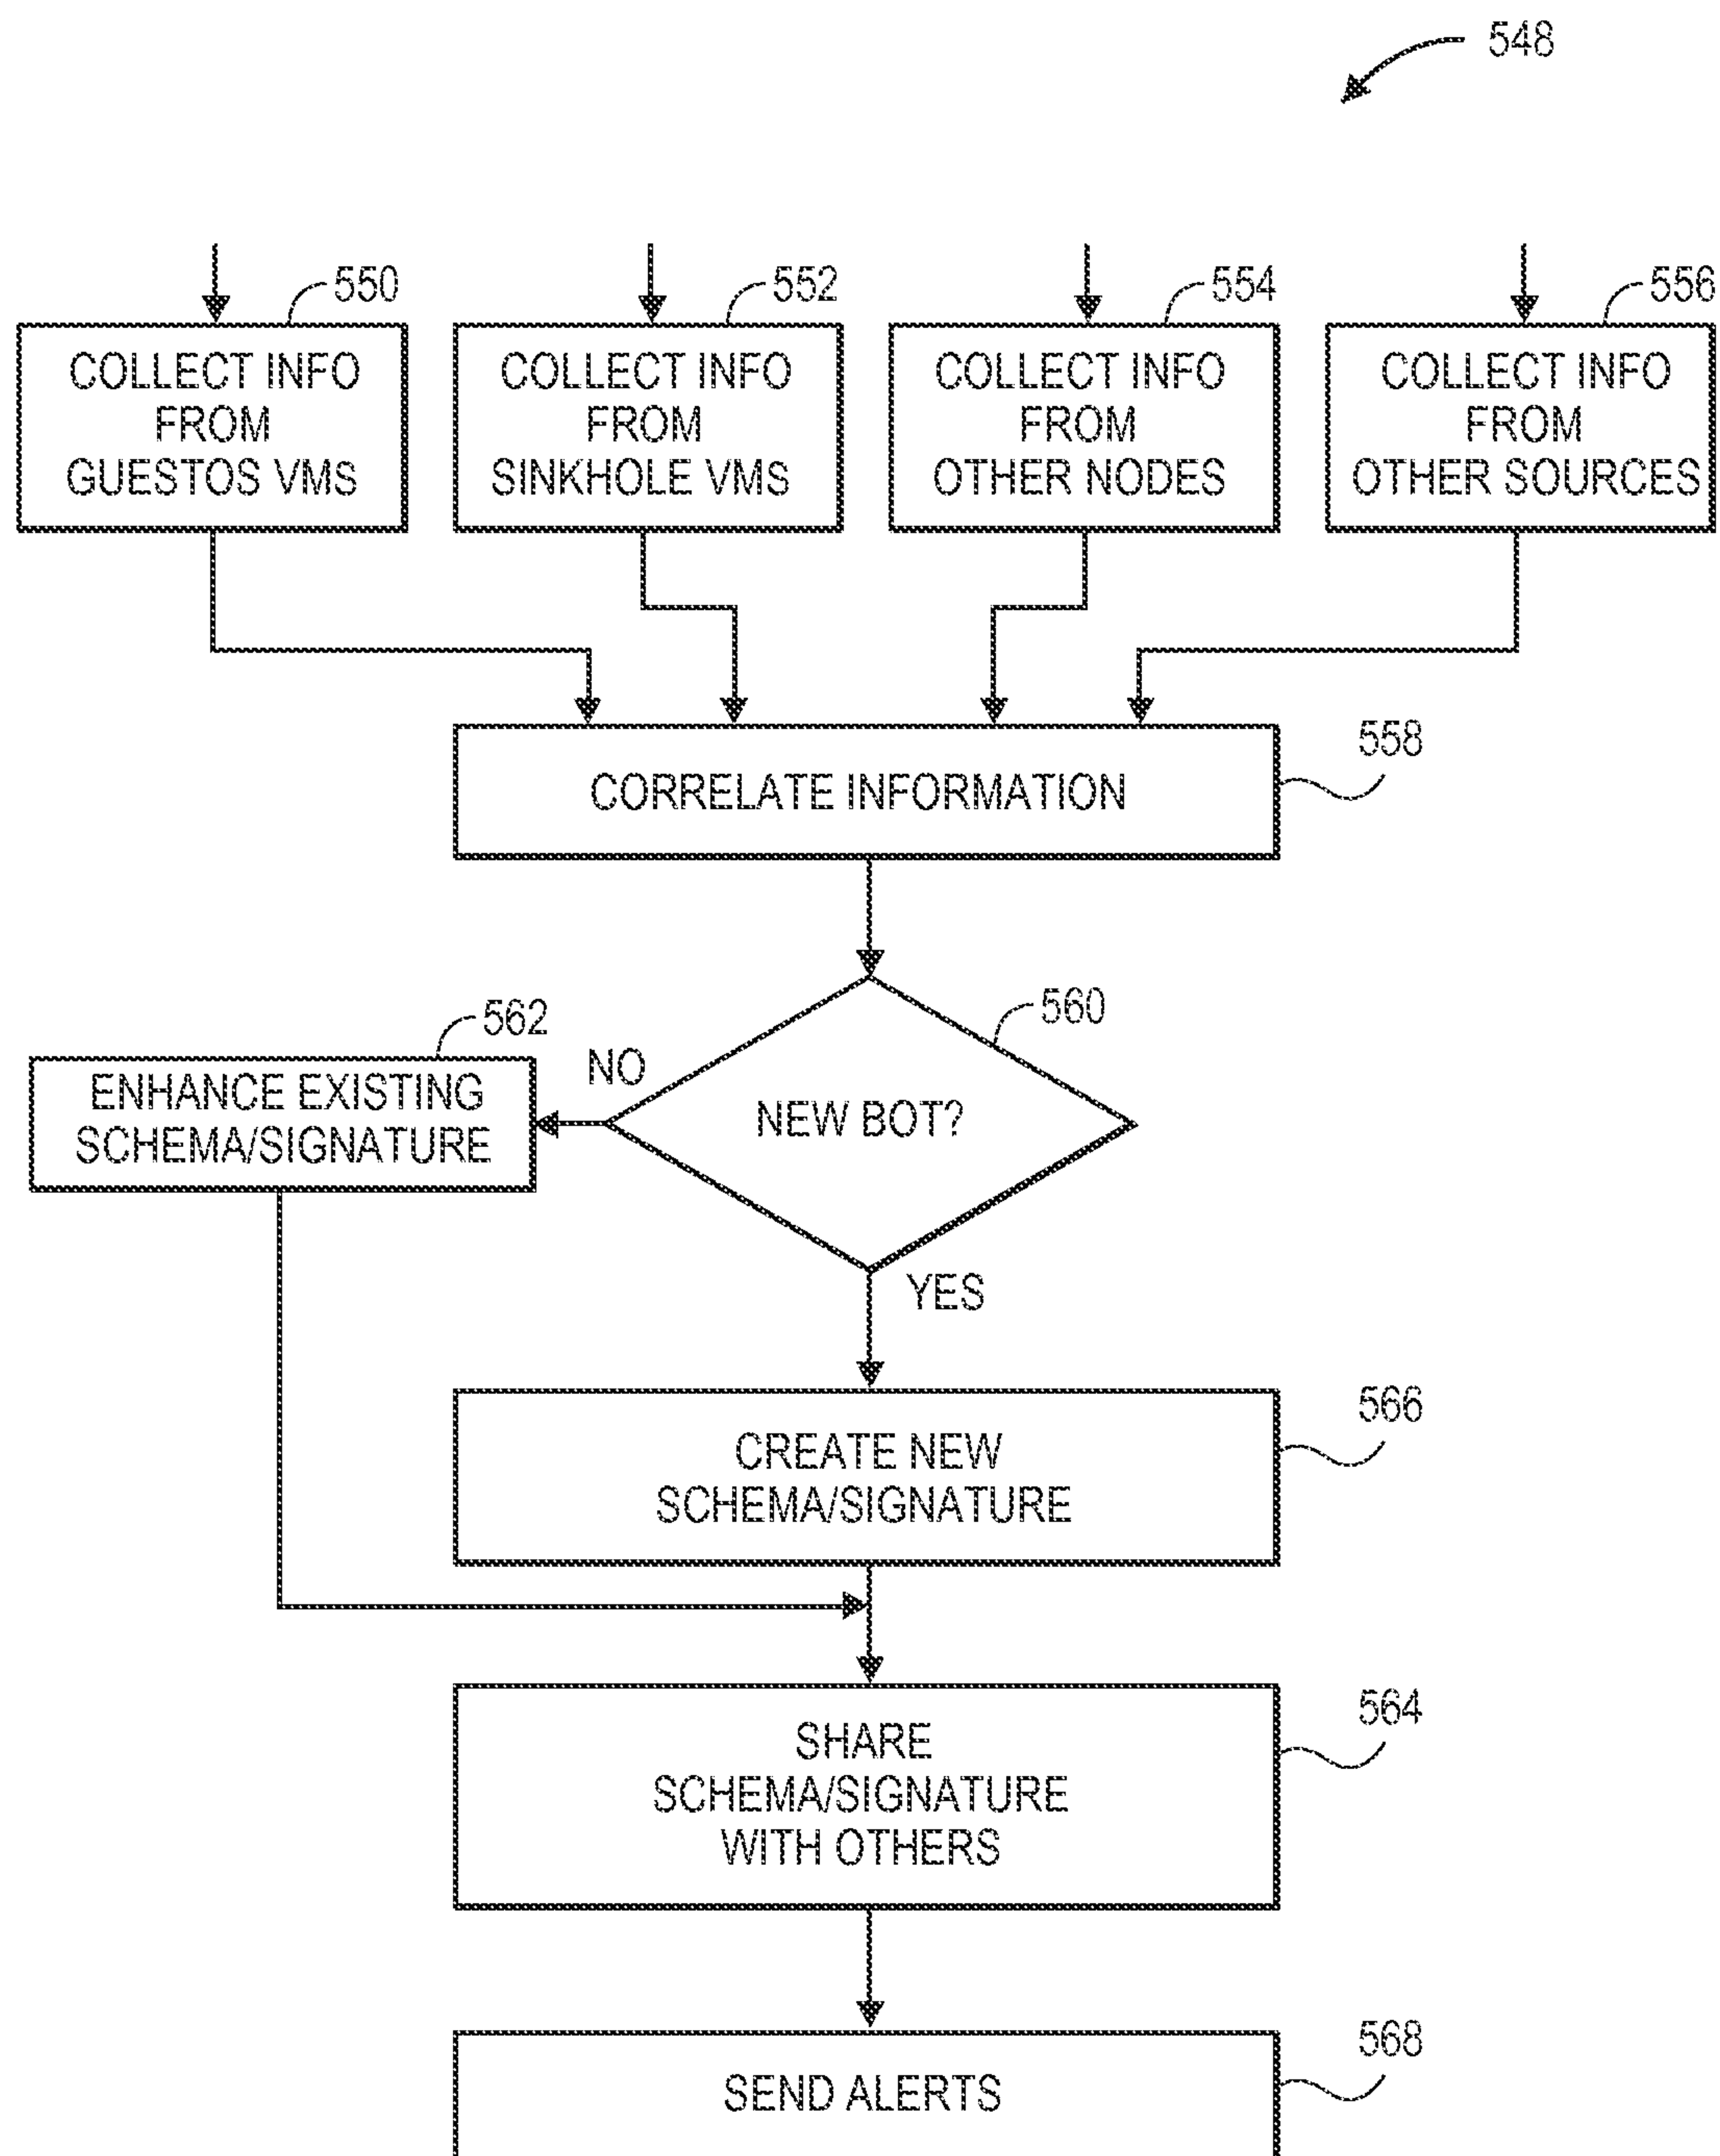 548
550
552
554
556
COLLECT INFO
FROM
GUESTOS VMS
COLLECT INFO
FROM
SINKHOLE VMS
COLLECT INFO
FROM
OTHER NODES
COLLECT INFO
FROM
OTHER SOURCES
558
CORRELATE INFORMATION
560
562
NO
NEW BOT?
ENHANCE EXISTING
SCHEMA/SIGNATURE
YES
566
CREATE NEW
SCHEMA/SIGNATURE
564
SHARE
SCHEMA/SIGNATURE
WITH OTHERS
568
SEND ALERTS